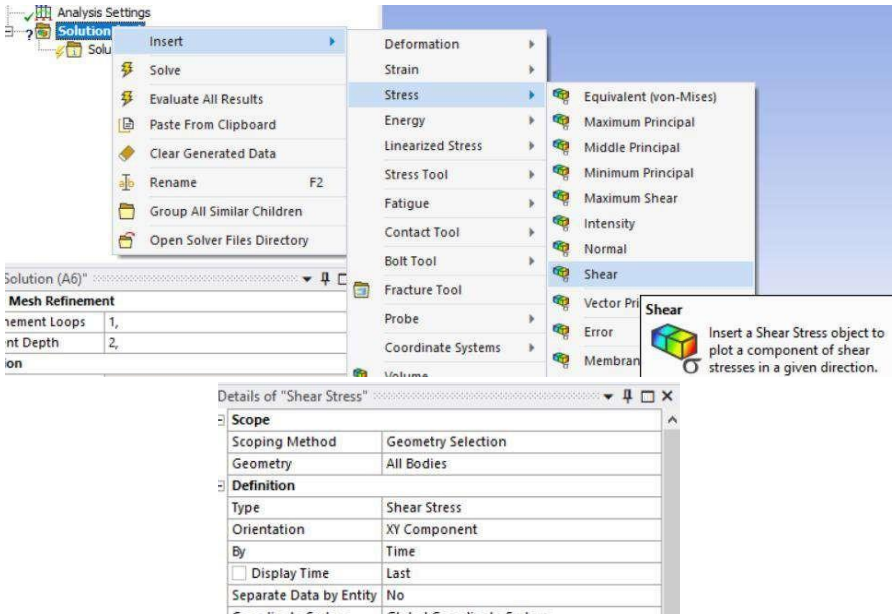 Analysis Settings
Solution
Solu
Insert
Solve
Evaluate All Results
Paste From Clipboard
Clear Generated Data
Rename F2
Group All Similar Children
Open Solver Files Directory
Deformation
Strain
Stress
Energy
Linearized Stress
Stress Tool
Fatigue
Contact Tool
Bolt Tool
Fracture Tool
Probe
Coordinate Systems
Volume
Equivalent (von-Mises)
Maximum Principal
Middle Principal
Minimum Principal
Maximum Shear
Intensity
Normal
Shear
Vector Pri
Error
Membran
Shear
Insert a Shear Stress object to
plot a component of shear
stresses in a given direction.
Solution (A6)"
Mesh Refinement
nement Loops 1,
nt Depth 2,
ion
Details of "Shear Stress"
Scope
Scoping Method Geometry Selection
Geometry All Bodies
Definition
Type Shear Stress
Orientation XY Component
By Time
Display Time Last
Separate Data by Entity No
Coordinate System Global Coordinate System